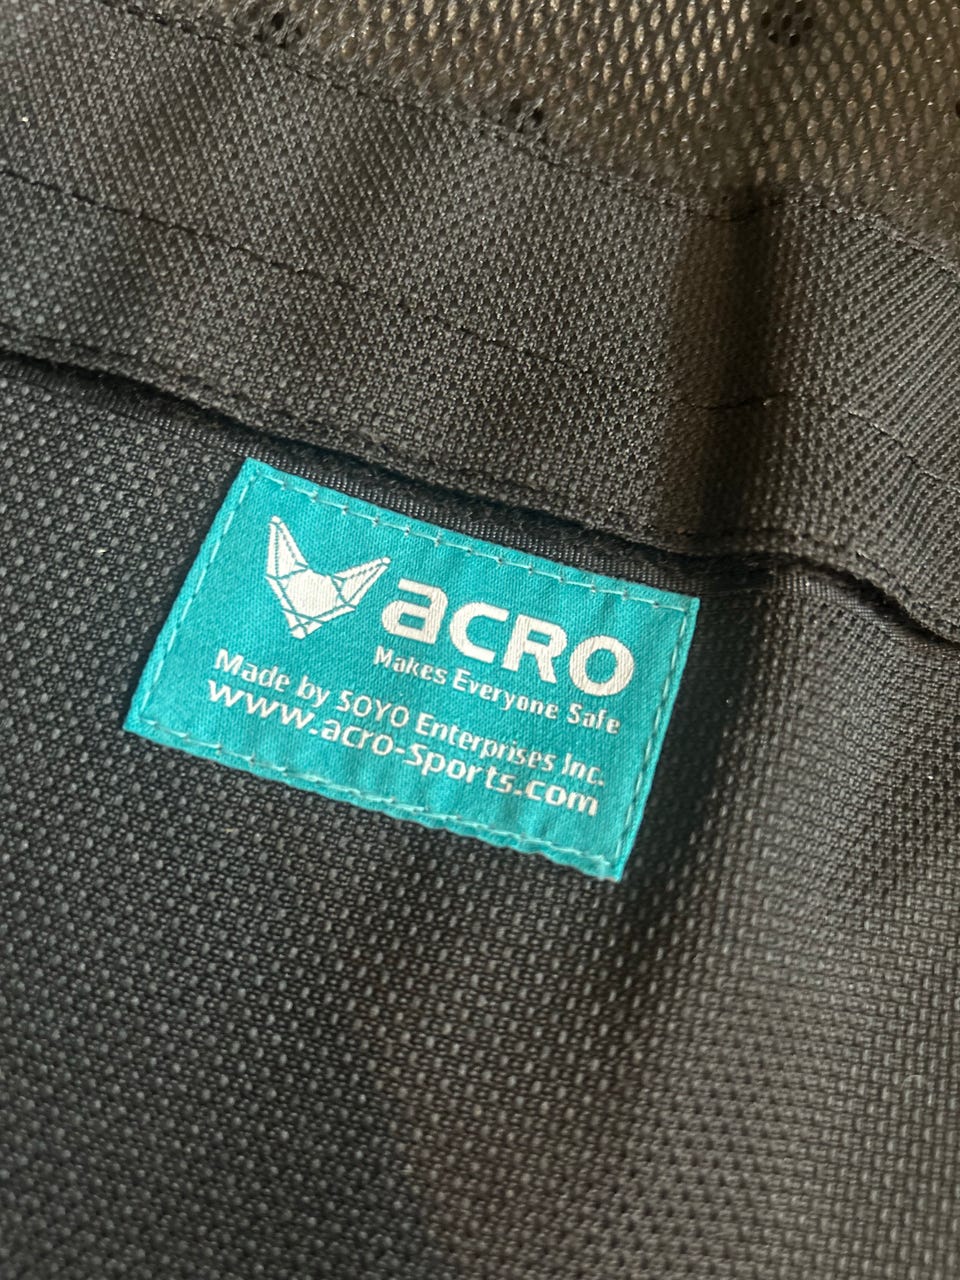 acro
Makes Everyone Safe
Made by SOYO Enterprises Inc.
www.acro-sports.com